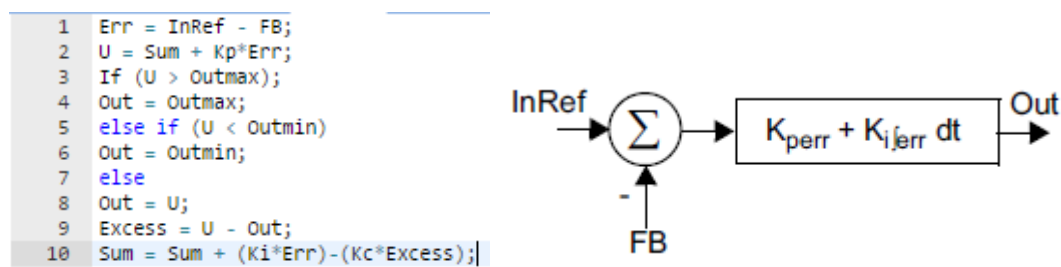 1 Err = InRef - FB;
2 U = Sum + Kp*Err;
3 If (U > Outmax);
4 Out = Outmax;
5 else if (U < Outmin)
6 Out = Outmin;
7 else
8 Out = U;
9 Excess = U - Out;
10 Sum = Sum + (Ki*Err)-(Kc*Excess);
InRef
Σ
Kperr + Ki∫err dt
Out
-
FB